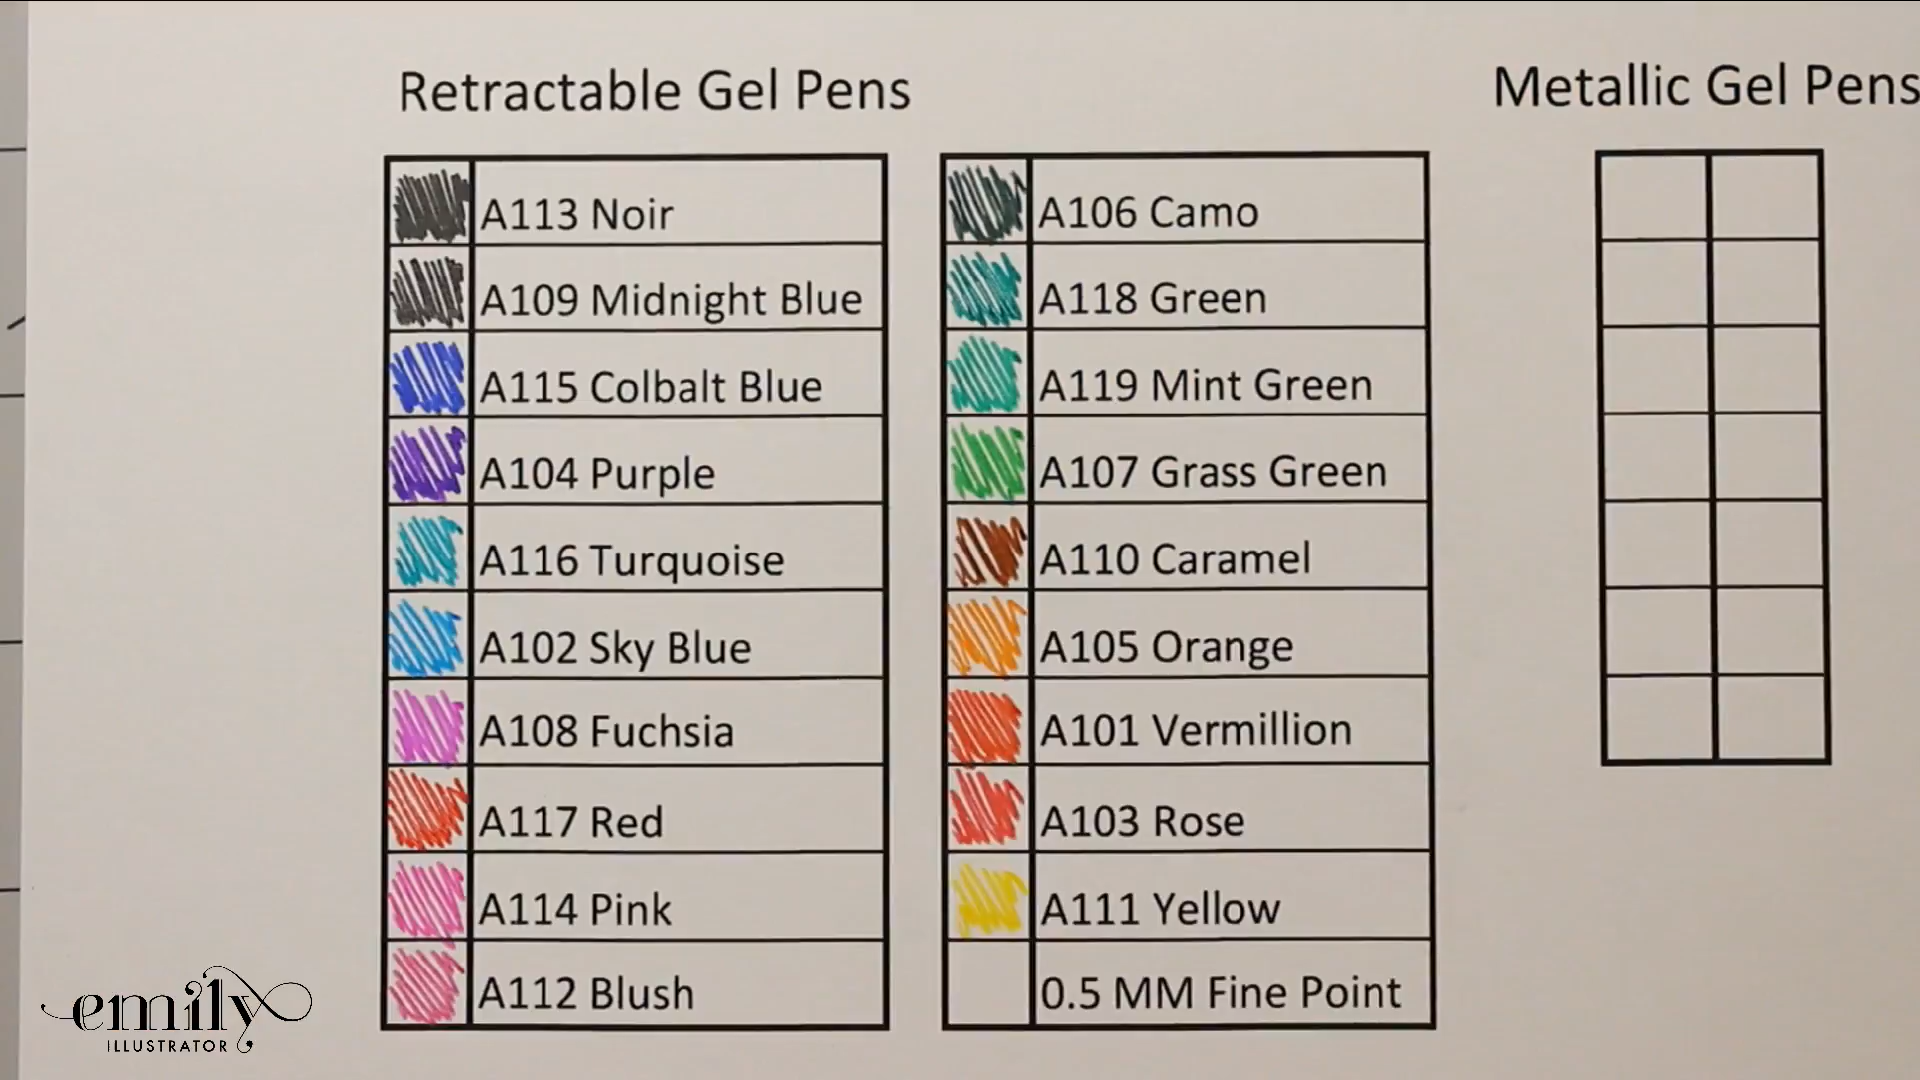 Retractable Gel Pens
A113 Noir
A109 Midnight Blue
A115 Colbalt Blue
A104 Purple
A116 Turquoise
A102 Sky Blue
A108 Fuchsia
A117 Red
A114 Pink
A112 Blush
A106 Camo
A118 Green
A119 Mint Green
A107 Grass Green
A110 Caramel
A105 Orange
A101 Vermillion
A103 Rose
A111 Yellow
0.5 MM Fine Point
Metallic Gel Pens
emily
ILLUSTRATOR